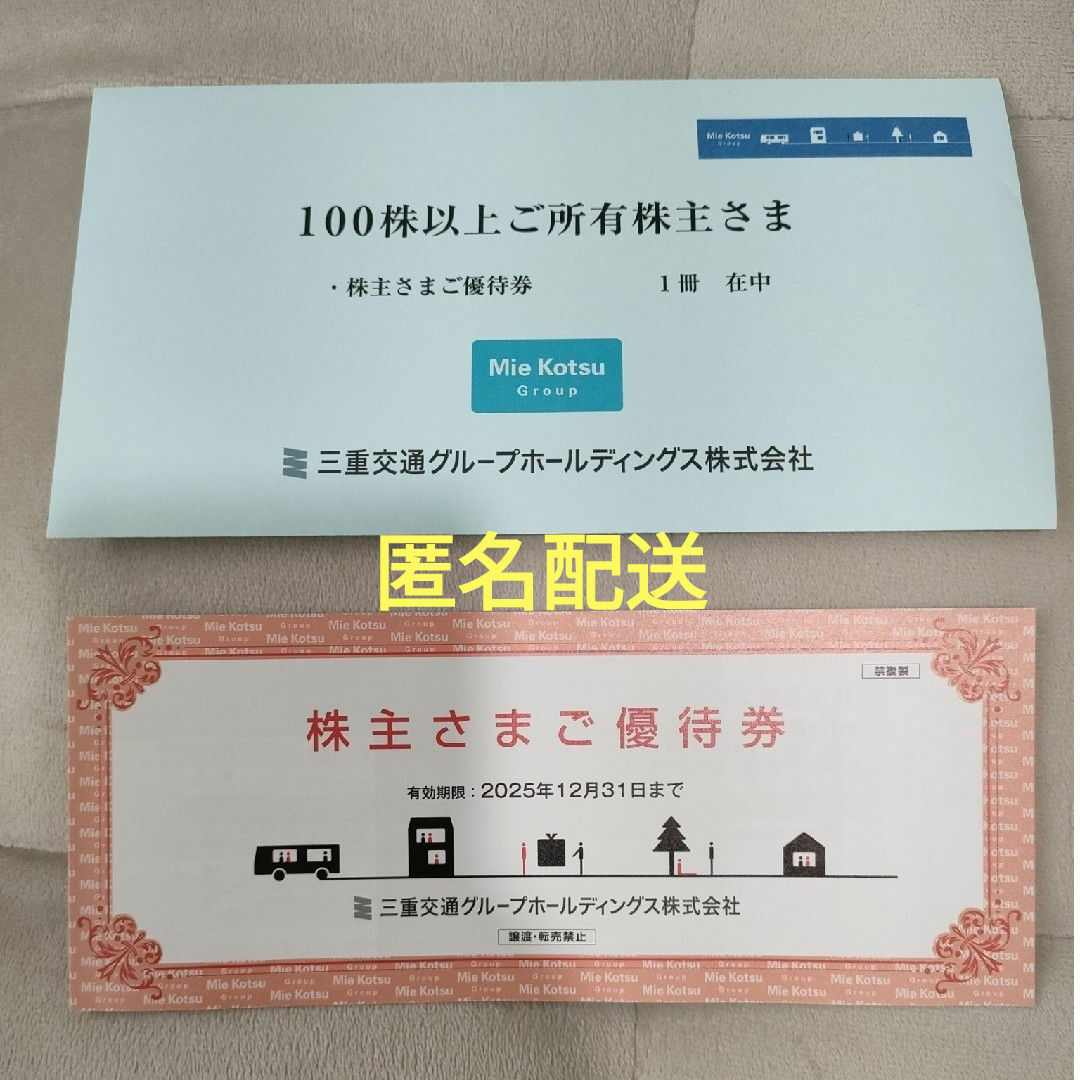 Mie Kotsu
Group
100株以上ご所有株主さま
・株主さまご優待券 1冊 在中
Mie Kotsu
Group
三重交通グループホールディングス株式会社
匿名配送
禁複製
株主さまご優待券
有効期限：2025年12月31日まで
三重交通グループホールディングス株式会社
譲渡・転売禁止